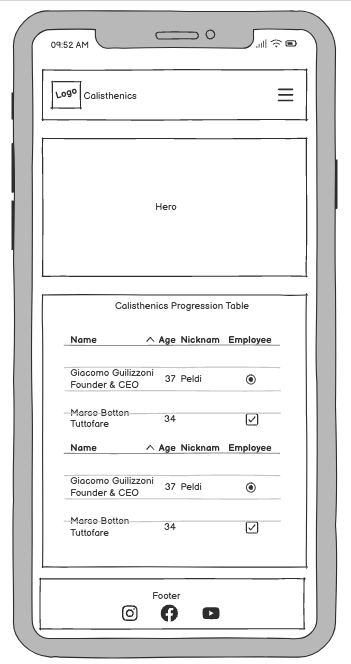 09:52 AM
Logo Calisthenics
Hero
Calisthenics Progression Table
Name Age Nicknam Employee
Giacomo Guilizzoni
Founder & CEO 37 Peldi
Marco Botton
Tuttofare 34
Name Age Nicknam Employee
Giacomo Guilizzoni
Founder & CEO 37 Peldi
Marco Botton
Tuttofare 34
Footer